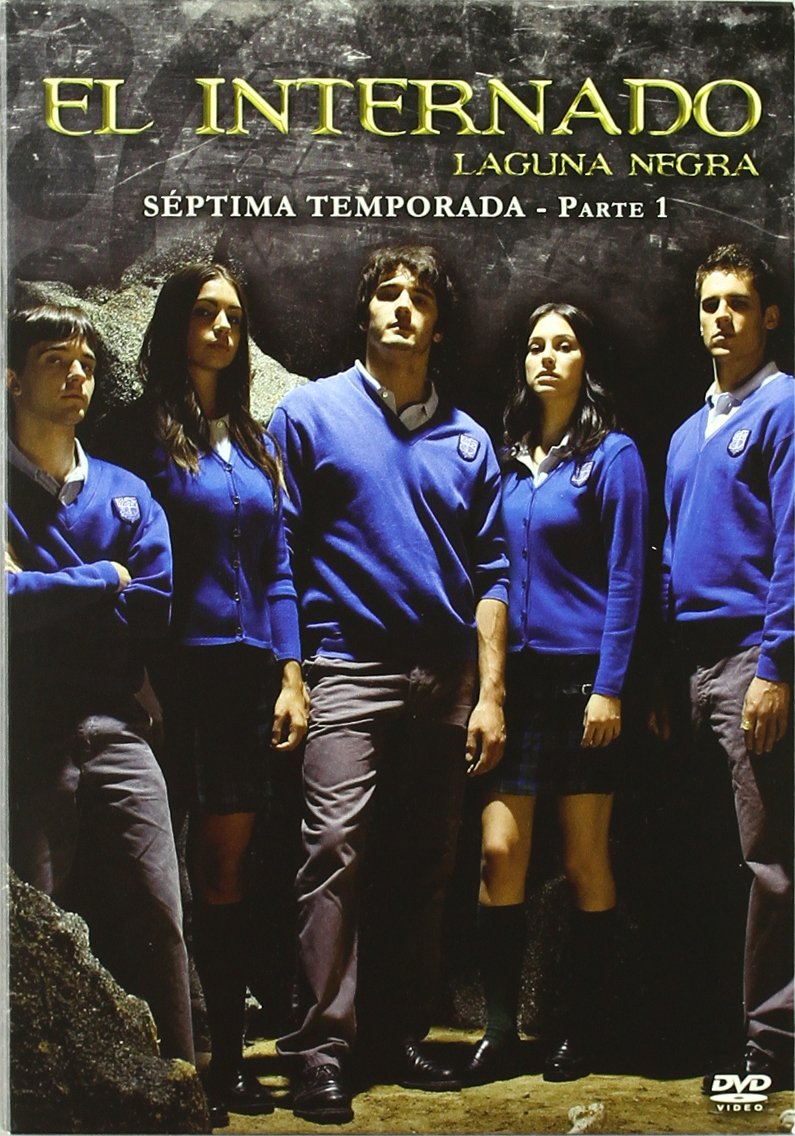 EL INTERNADO
LAGUNA NEGRA
SÉPTIMA TEMPORADA - PARTE 1
DVD
VIDEO